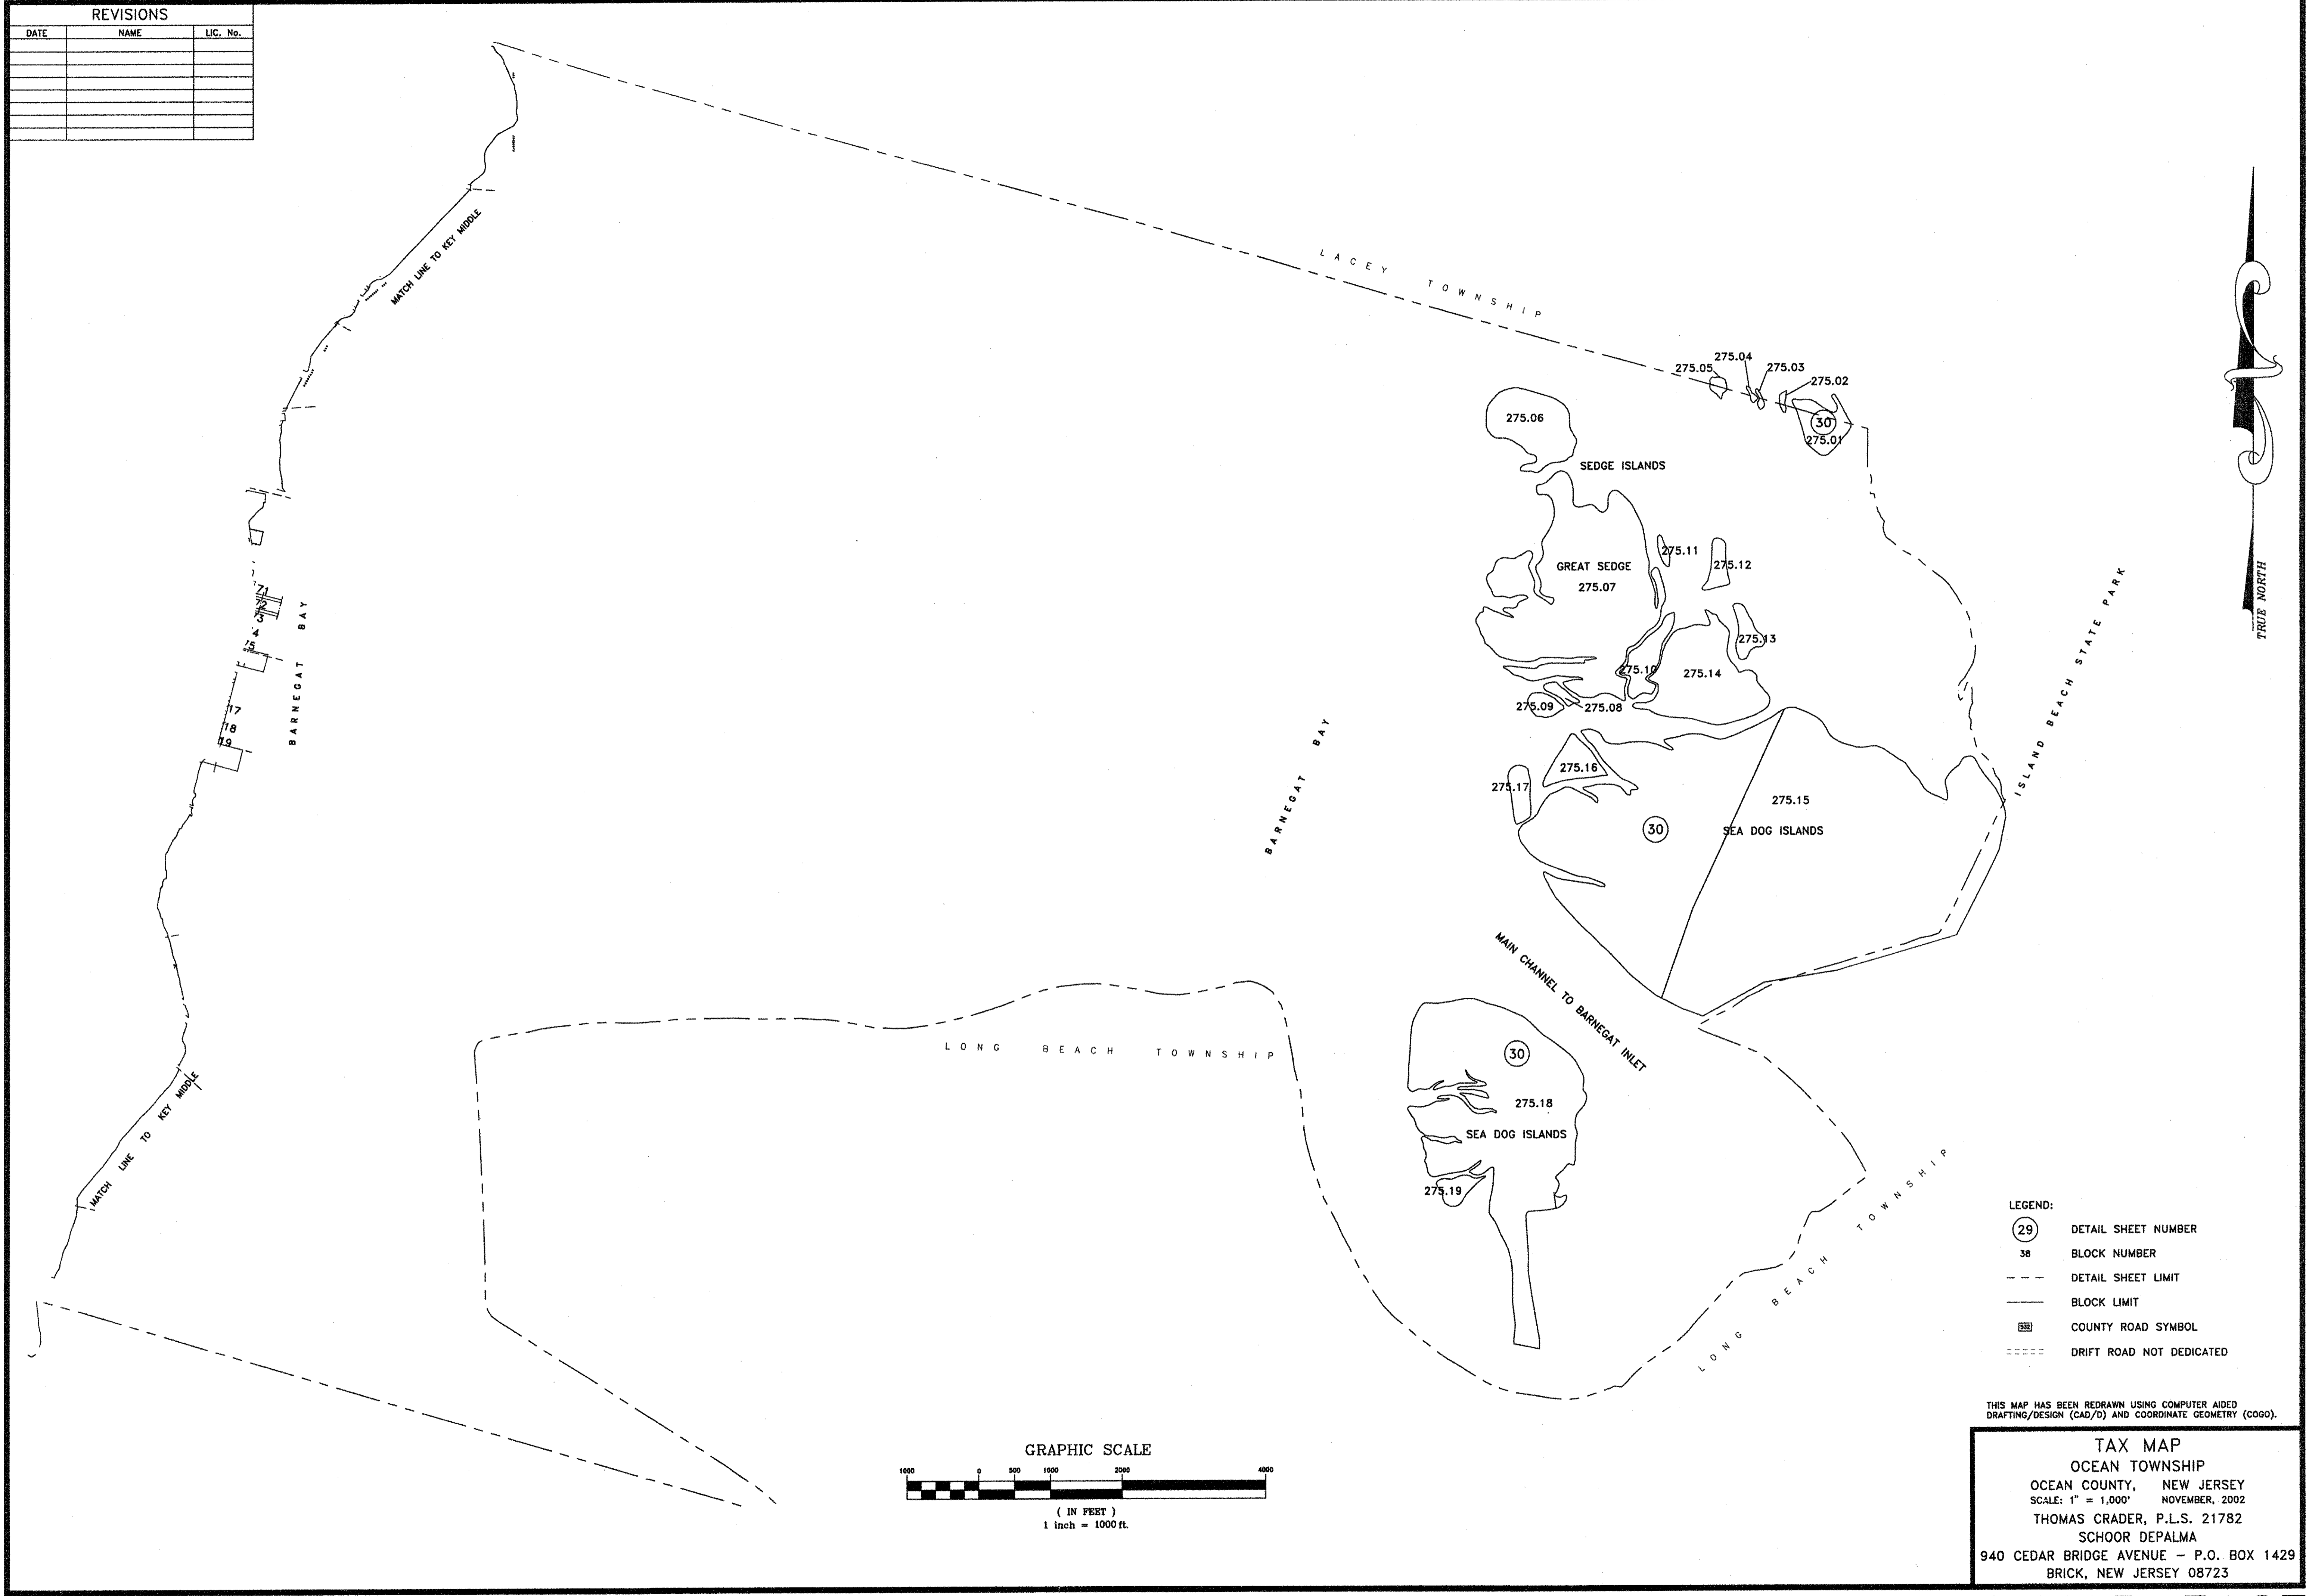 REVISIONS
DATE NAME LIC. No.
MATCH LINE TO KEY MIDDLE
LACEY TOWNSHIP
275.04
275.05
275.03
275.02
30
275.01
275.06
SEDGE ISLANDS
275.11
275.12
GREAT SEDGE
275.07
275.13
275.10
275.14
275.09
275.08
275.16
275.17
275.15
30
SEA DOG ISLANDS
ISLAND BEACH STATE PARK
TRUE NORTH
71
72
73
74
75
BARNEGAT BAY
17
18
19
BARNEGAT BAY
MAIN CHANNEL TO BARNEGAT INLET
LONG BEACH TOWNSHIP
30
275.18
SEA DOG ISLANDS
275.19
MATCH LINE TO KEY MIDDLE
LONG BEACH TOWNSHIP
LEGEND:
29 DETAIL SHEET NUMBER
38 BLOCK NUMBER
DETAIL SHEET LIMIT
BLOCK LIMIT
532 COUNTY ROAD SYMBOL
DRIFT ROAD NOT DEDICATED
THIS MAP HAS BEEN REDRAWN USING COMPUTER AIDED
DRAFTING/DESIGN (CAD/D) AND COORDINATE GEOMETRY (COGO).
GRAPHIC SCALE
1000 0 500 1000 2000 4000
( IN FEET )
1 inch = 1000 ft.
TAX MAP
OCEAN TOWNSHIP
OCEAN COUNTY, NEW JERSEY
SCALE: 1" = 1,000' NOVEMBER, 2002
THOMAS CRADER, P.L.S. 21782
SCHOOR DEPALMA
940 CEDAR BRIDGE AVENUE – P.O. BOX 1429
BRICK, NEW JERSEY 08723